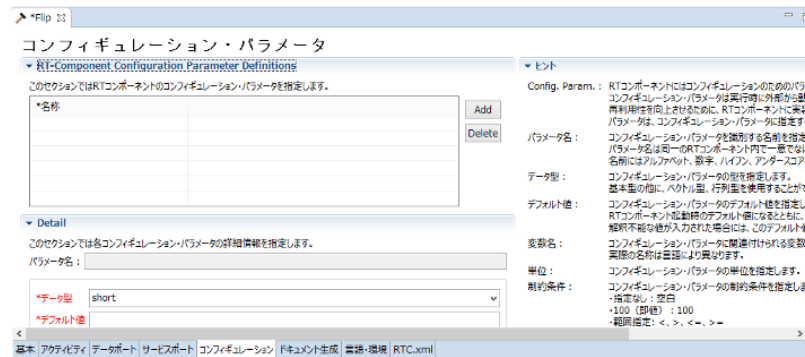 *Flip
コンフィギュレーション・パラメータ
RT-Component Configuration Parameter Definitions
このセクションではRTコンポーネントのコンフィギュレーション・パラメータを指定します。
*名称
Add
Delete
Detail
このセクションでは各コンフィギュレーション・パラメータの詳細情報を指定します。
パラメータ名：
*データ型
short
*デフォルト値
ヒント
Config. Param.： RTコンポーネントにはコンフィギュレーションのためのパラ
コンフィギュレーション・パラメータは実行時に外部から動
再利用性を向上させるために、RTコンポーネントに実装
パラメータは、コンフィギュレーション・パラメータに指定す
パラメータ名： コンフィギュレーション・パラメータを識別する名前を指定
パラメータ名は同一のRTコンポーネント内で一意でな
名前にはアルファベット、数字、ハイフン、アンダースコア
データ型： コンフィギュレーション・パラメータの型を指定します。
基本型の他に、ベクトル型、行列型を使用することがで
デフォルト値： コンフィギュレーション・パラメータのデフォルト値を指定し
RTコンポーネント起動時のデフォルト値になるとともに、
解釈不能な値が入力された場合には、このデフォルト値
変数名： コンフィギュレーション・パラメータに関連付けられる変数
実際の名称は言語により異なります。
単位： コンフィギュレーション・パラメータの単位を指定します。
制約条件： コンフィギュレーション・パラメータの制約条件を指定しま
・指定なし：空白
・100（即値）：100
・範囲指定: <、>、<=、>=
基本 アクティビティ データポート サービスポート コンフィギュレーション ドキュメント生成 言語・環境 RTC.xml